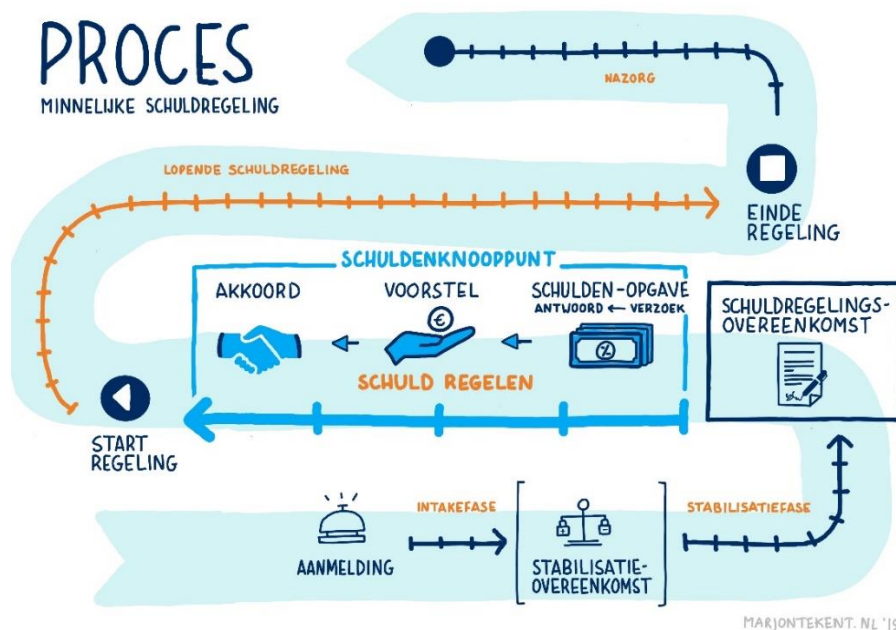 PROCES
MINNELIJKE SCHULDREGELING
NAZORG
LOPENDE SCHULDREGELING
EINDE
REGELING
SCHULDENKNOOPPUNT
AKKOORD
VOORSTEL
SCHULDEN-OPGAVE
ANTWOORD ← VERZOEK
€
SCHULD REGELEN
SCHULDREGELINGS-
OVEREENKOMST
START
REGELING
AANMELDING
INTAKEFASE
STABILISATIE-
OVEREENKOMST
STABILISATIEFASE
MARJONTEKENT.NL '19